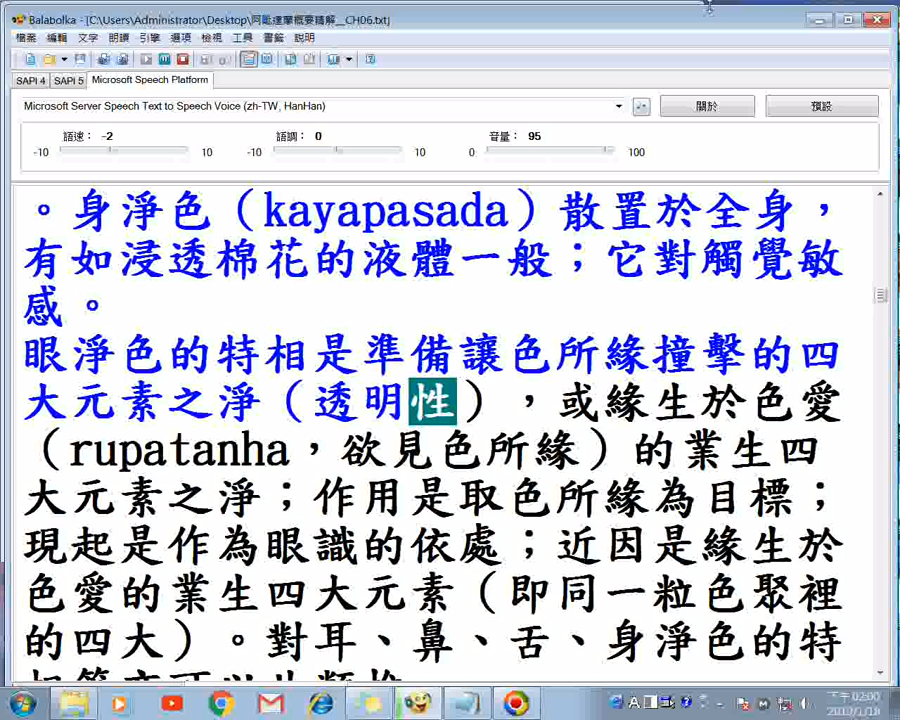 Balabolka - [C:\Users\Administrator\Desktop\阿毗達摩概要精解__CH06.txt]
檔案 編輯 文字 朗讀 引擎 選項 檢視 工具 書籤 說明
SAPI 4 SAPI 5 Microsoft Speech Platform
Microsoft Server Speech Text to Speech Voice (zh-TW, HanHan) 關於 預設
語速： -2 語調： 0 音量： 95
-10 10 -10 10 0 100
。身淨色（kayapasada）散置於全身，
有如浸透棉花的液體一般；它對觸覺敏
感。
眼淨色的特相是準備讓色所緣撞擊的四
大元素之淨（透明性），或緣生於色愛
（rupatanha，欲見色所緣）的業生四
大元素之淨；作用是取色所緣為目標；
現起是作為眼識的依處；近因是緣生於
色愛的業生四大元素（即同一粒色聚裡
的四大）。對耳、鼻、舌、身淨色的特
下午 02:00